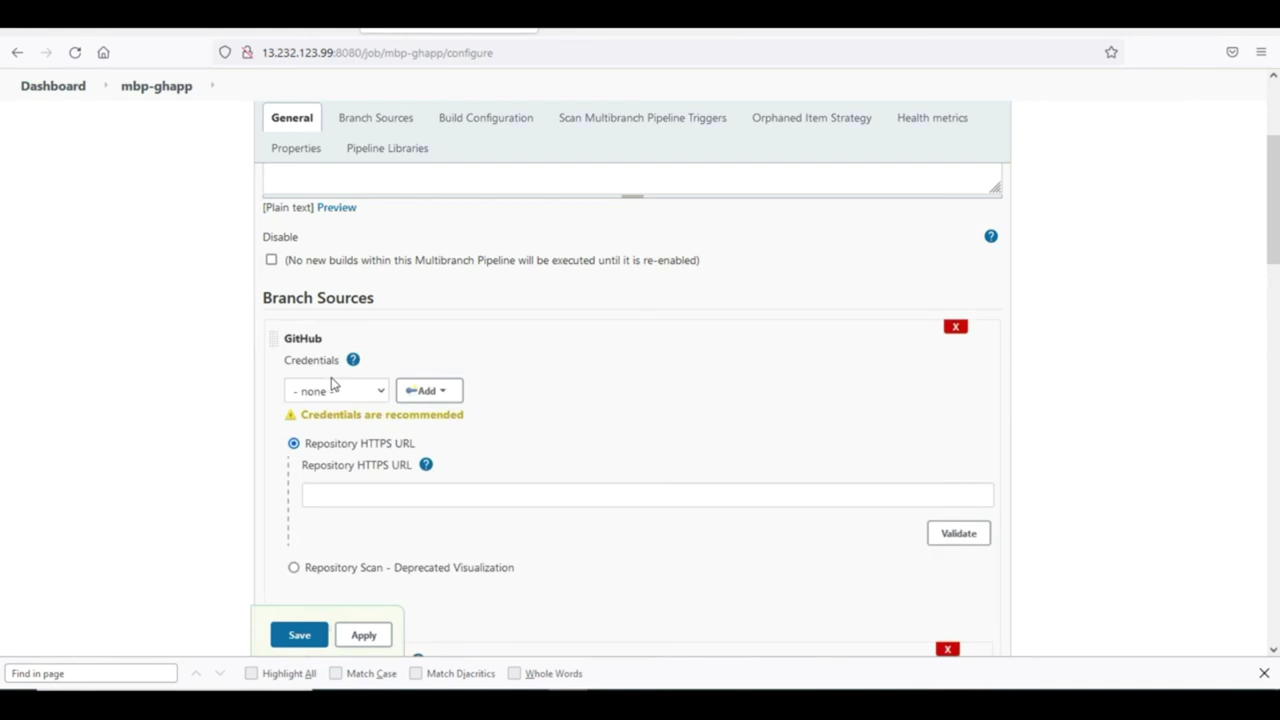 13.232.123.99:8080/job/mbp-ghapp/configure
Dashboard mbp-ghapp
General Branch Sources Build Configuration Scan Multibranch Pipeline Triggers Orphaned Item Strategy Health metrics
Properties Pipeline Libraries
[Plain text] Preview
Disable
?
(No new builds within this Multibranch Pipeline will be executed until it is re-enabled)
Branch Sources
X
GitHub
Credentials ?
- none - Add
Credentials are recommended
Repository HTTPS URL
Repository HTTPS URL ?
Validate
Repository Scan - Deprecated Visualization
Save Apply
X
Find in page Highlight All Match Case Match Diacritics Whole Words